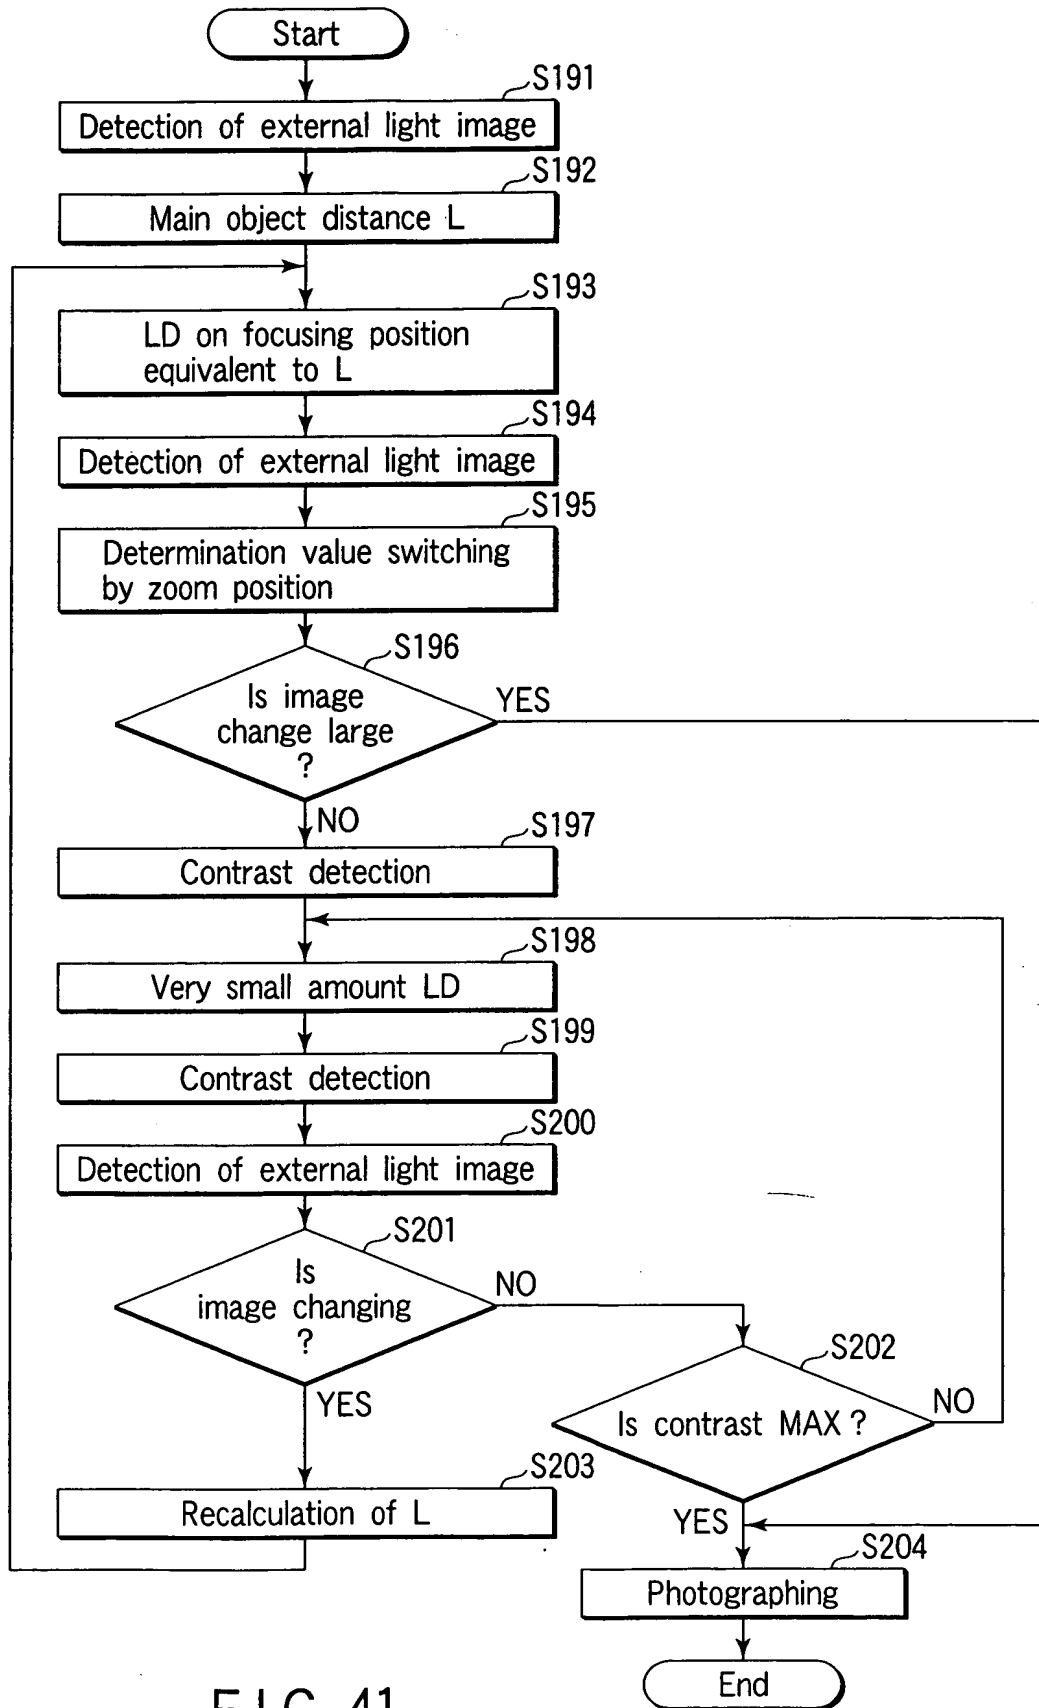 Start
S191
Detection of external light image
S192
Main object distance L
S193
LD on focusing position
equivalent to L
S194
Detection of external light image
S195
Determination value switching
by zoom position
S196
Is image
change large
?
YES
NO
S197
Contrast detection
S198
Very small amount LD
S199
Contrast detection
S200
Detection of external light image
S201
Is
image changing
?
NO
YES
S202
Is contrast MAX ?
NO
YES
S203
Recalculation of L
S204
Photographing
End
FIG. 41